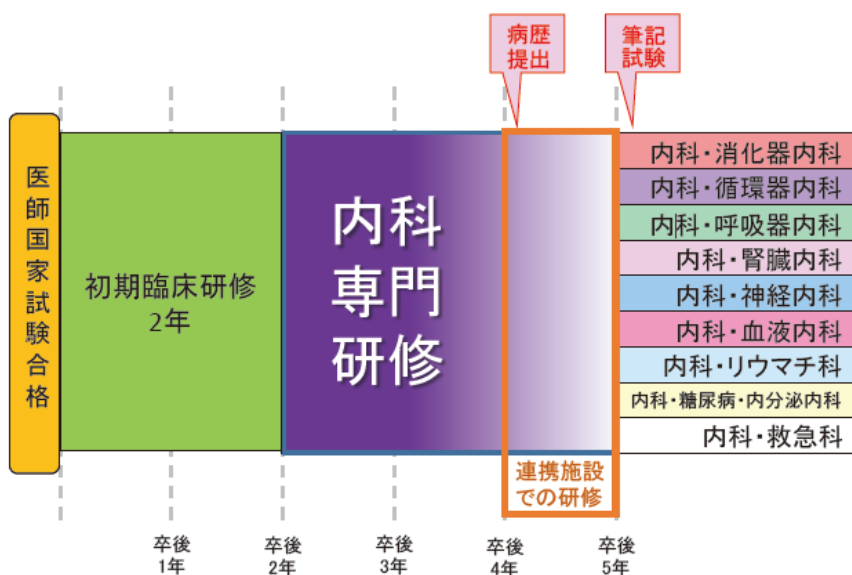 病歴
提出
筆記
試験
医師国家試験合格
初期臨床研修
2年
内科
専門
研修
内科・消化器内科
内科・循環器内科
内科・呼吸器内科
内科・腎臓内科
内科・神経内科
内科・血液内科
内科・リウマチ科
内科・糖尿病・内分泌内科
内科・救急科
連携施設
での研修
卒後
1年
卒後
2年
卒後
3年
卒後
4年
卒後
5年